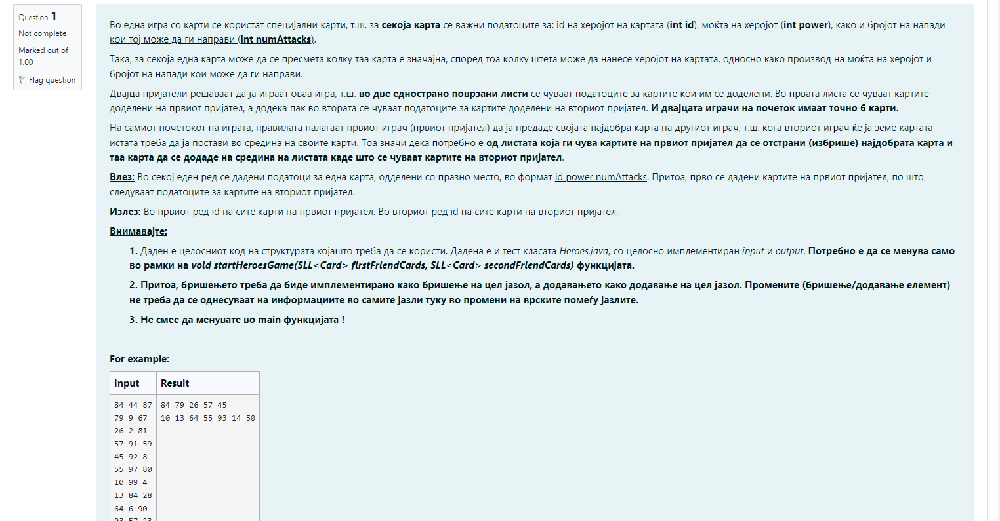 Question 1
Not complete
Marked out of
1.00
Flag question
Во една игра со карти се користат специјални карти, т.ш. за секоја карта се важни податоците за: id на херојот на картата (int id), моќта на херојот (int power), како и бројот на напади
кои тој може да ги направи (int numAttacks).
Така, за секоја една карта може да се пресмета колку таа карта е значајна, според тоа колку штета може да нанесе херојот на картата, односно како производ на моќта на херојот и
бројот на напади кои може да ги направи.
Двајца пријатели решаваат да ја играат оваа игра, т.ш. во две еднострано поврзани листи се чуваат податоците за картите кои им се доделени. Во првата листа се чуваат картите
доделени на првиот пријател, а додека пак во втората се чуваат податоците за картите доделени на вториот пријател. И двајцата играчи на почеток имаат точно 6 карти.
На самиот почетокот на играта, правилата налагаат првиот играч (првиот пријател) да ја предаде својата најдобра карта на другиот играч, т.ш. кога вториот играч ќе ја земе картата
истата треба да ја постави во средина на своите карти. Тоа значи дека потребно е од листата која ги чува картите на првиот пријател да се отстрани (избрише) најдобрата карта и
таа карта да се додаде на средина на листата каде што се чуваат картите на вториот пријател.
Влез: Во секој еден ред се дадени податоци за една карта, одделени со празно место, во формат id power numAttacks. Притоа, прво се дадени картите на првиот пријател, по што
следуваат податоците за картите на вториот пријател.
Излез: Во првиот ред id на сите карти на првиот пријател. Во вториот ред id на сите карти на вториот пријател.
Внимавајте:
1. Даден е целосниот код на структурата којашто треба да се користи. Дадена е и тест класата Heroes.java, со целосно имплементиран input и output. Потребно е да се менува само
во рамки на void startHeroesGame(SLL<Card> firstFriendCards, SLL<Card> secondFriendCards) функцијата.
2. Притоа, бришењето треба да биде имплементирано како бришење на цел јазол, а додавањето како додавање на цел јазол. Промените (бришење/додавање елемент)
не треба да се однесуваат на информациите во самите јазли туку во промени на врските помеѓу јазлите.
3. Не смее да менувате во main функцијата !
For example:
Input Result
84 44 87 84 79 26 57 45
79 9 67 10 13 64 55 93 14 50
26 2 81
57 91 59
45 92 8
55 97 80
10 99 4
13 84 28
64 6 90
93 57 23